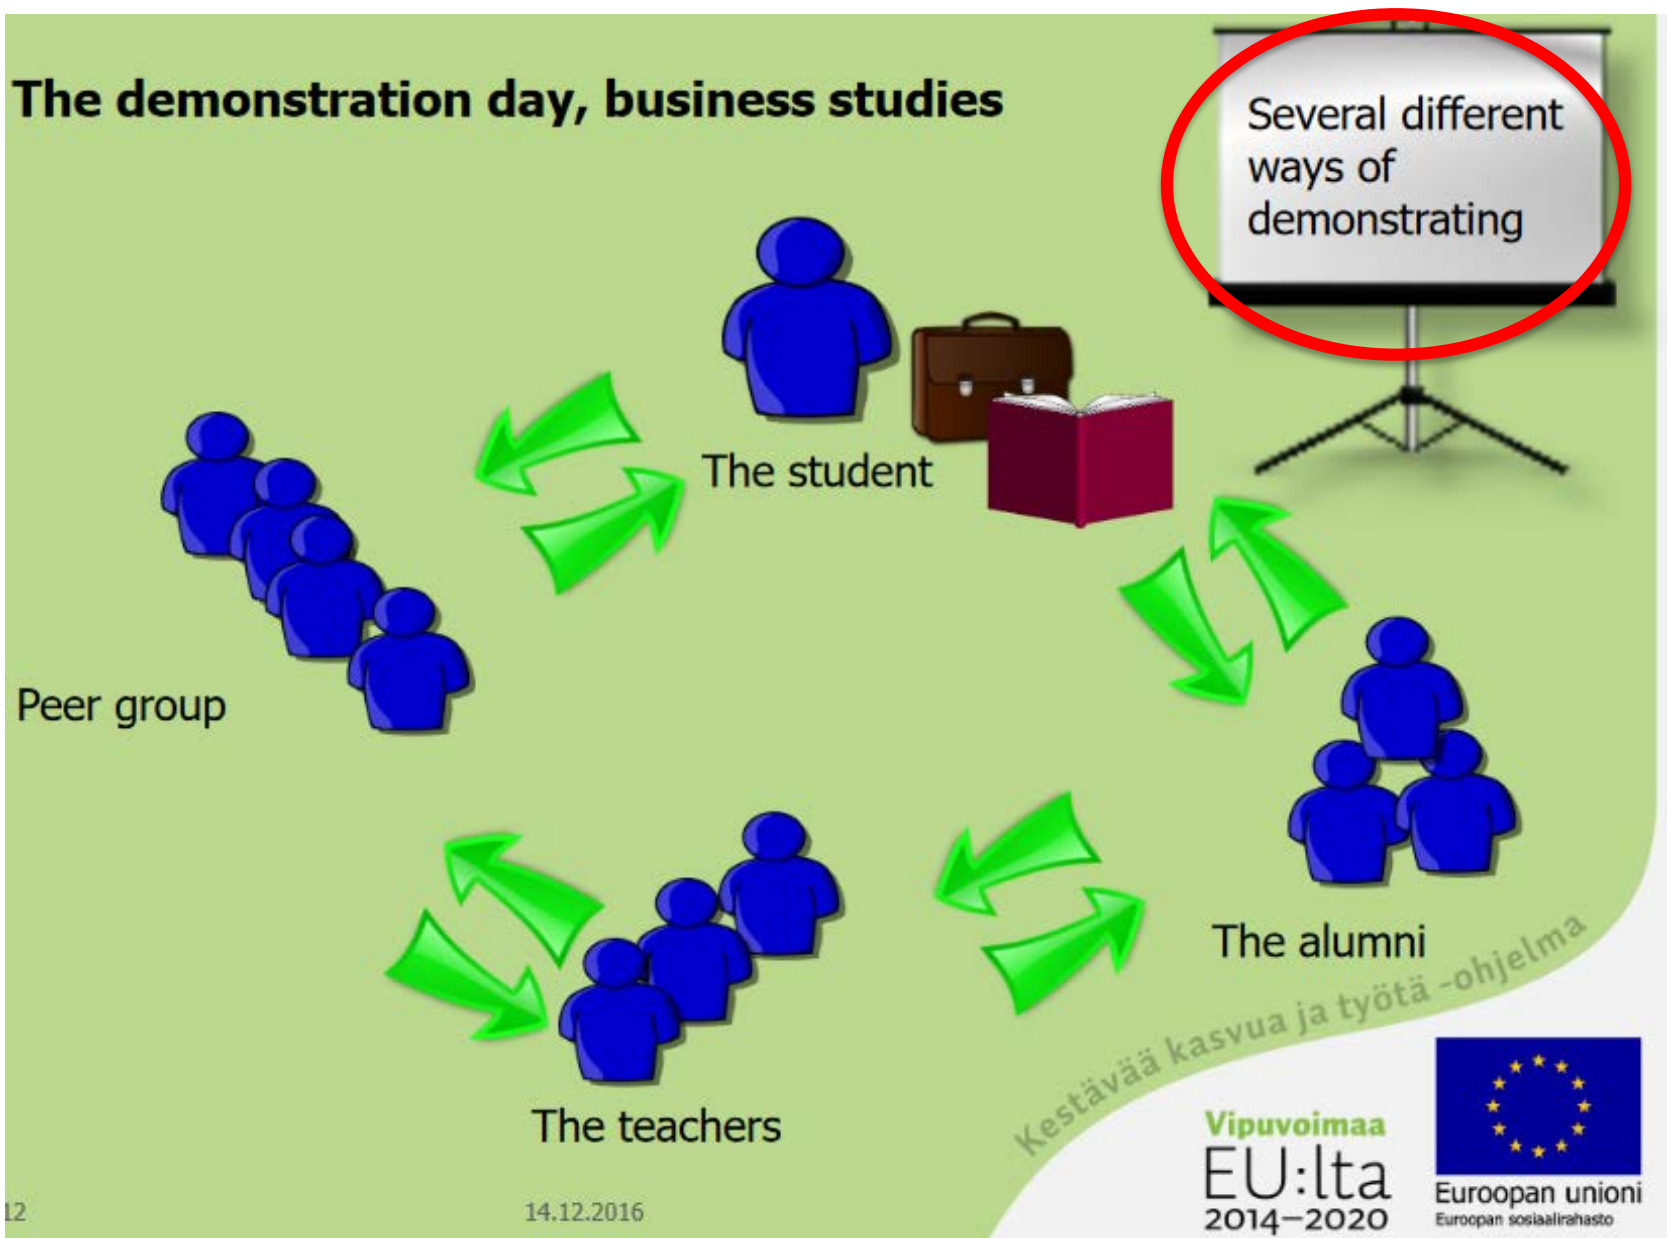 The demonstration day, business studies
Several different
ways of
demonstrating
The student
Peer group
The alumni
The teachers
Kestävää kasvua ja työtä -ohjelma
Vipuvoimaa
EU:lta
2014–2020
Euroopan unioni
Euroopan sosiaalirahasto
12
14.12.2016